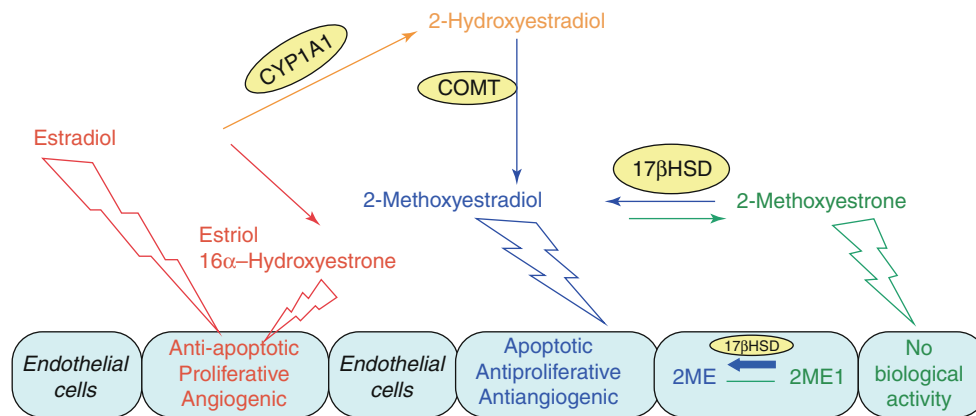 2-Hydroxyestradiol
CYP1A1
COMT
Estradiol
17βHSD
2-Methoxyestradiol
2-Methoxyestrone
Estriol
16α–Hydroxyestrone
Endothelial
cells
Anti-apoptotic
Proliferative
Angiogenic
Endothelial
cells
Apoptotic
Antiproliferative
Antiangiogenic
17βHSD
2ME
2ME1
No
biological
activity